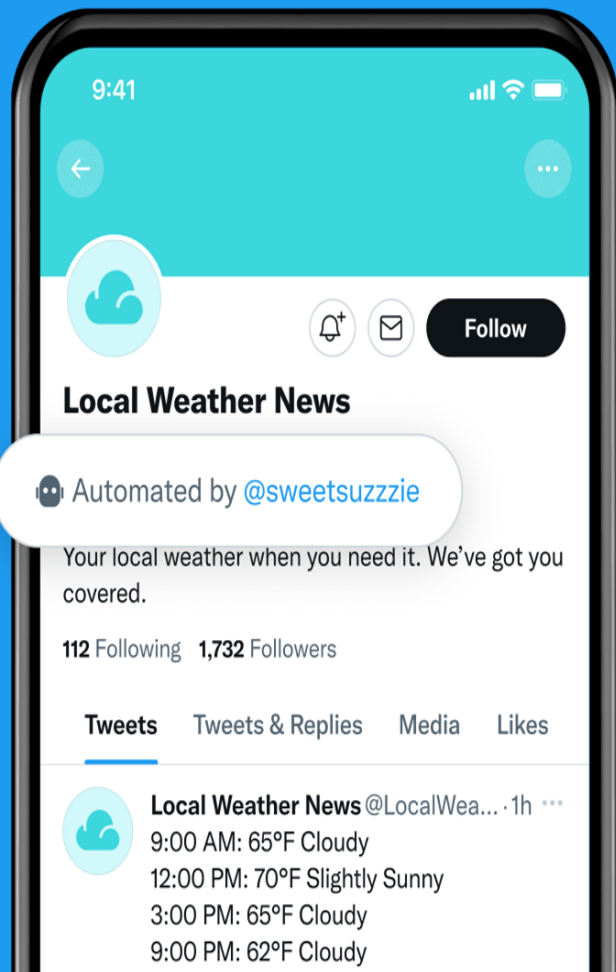 9:41
Follow
Local Weather News
Automated by @sweetsuzzzie
Your local weather when you need it. We’ve got you
covered.
112 Following 1,732 Followers
Tweets Tweets & Replies Media Likes
Local Weather News @LocalWea... · 1h
9:00 AM: 65°F Cloudy
12:00 PM: 70°F Slightly Sunny
3:00 PM: 65°F Cloudy
9:00 PM: 62°F Cloudy